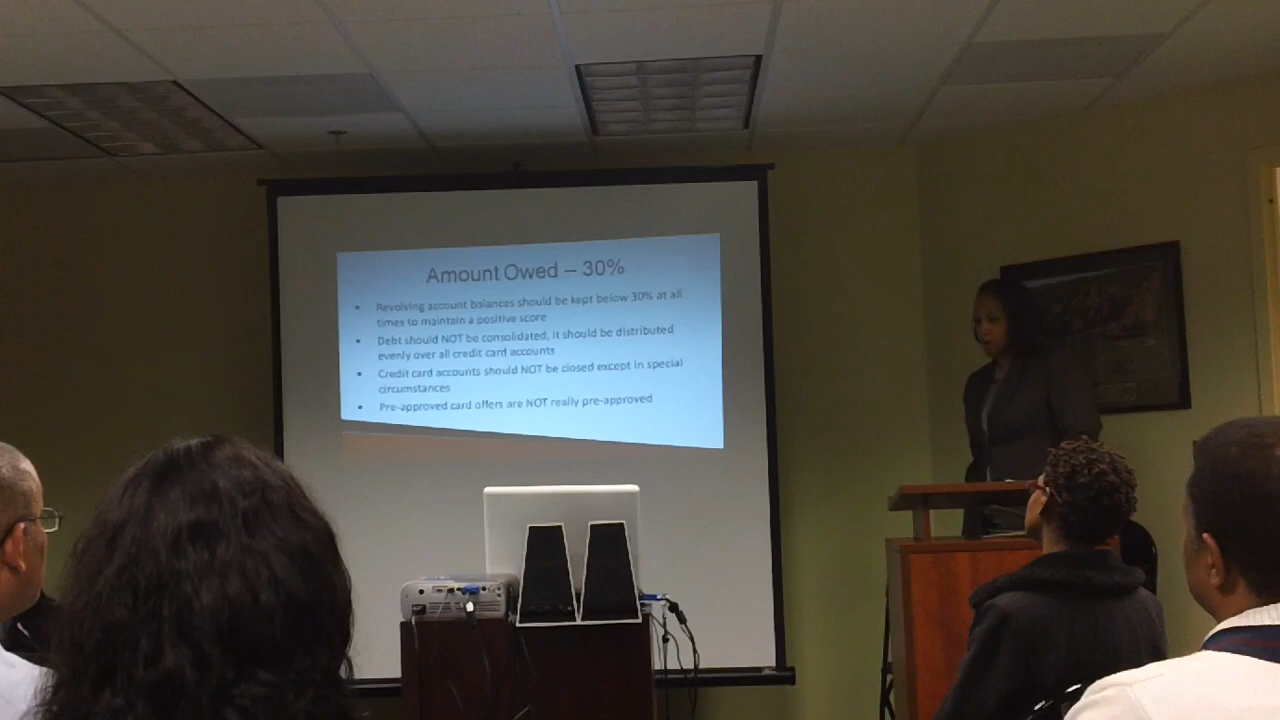 Amount Owed – 30%
• Revolving account balances should be kept below 30% at all
times to maintain a positive score
• Debt should NOT be consolidated, it should be distributed
evenly over all credit card accounts
• Credit card accounts should NOT be closed except in special
circumstances
• Pre-approved card offers are NOT really pre-approved